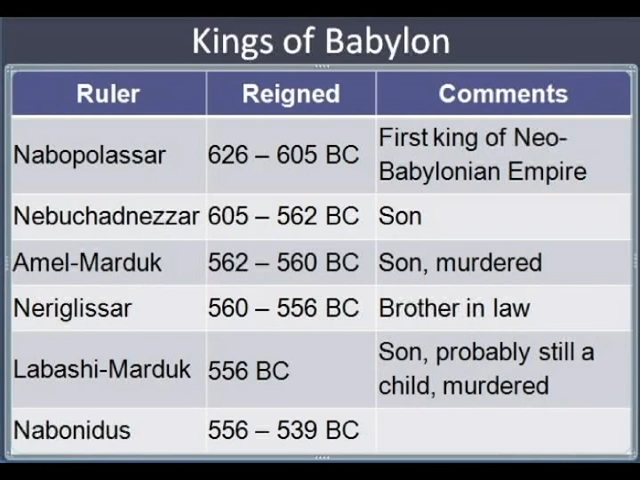 Kings of Babylon
Ruler Reigned Comments
Nabopolassar 626 – 605 BC First king of Neo-
Babylonian Empire
Nebuchadnezzar 605 – 562 BC Son
Amel-Marduk 562 – 560 BC Son, murdered
Neriglissar 560 – 556 BC Brother in law
Labashi-Marduk 556 BC Son, probably still a
child, murdered
Nabonidus 556 – 539 BC